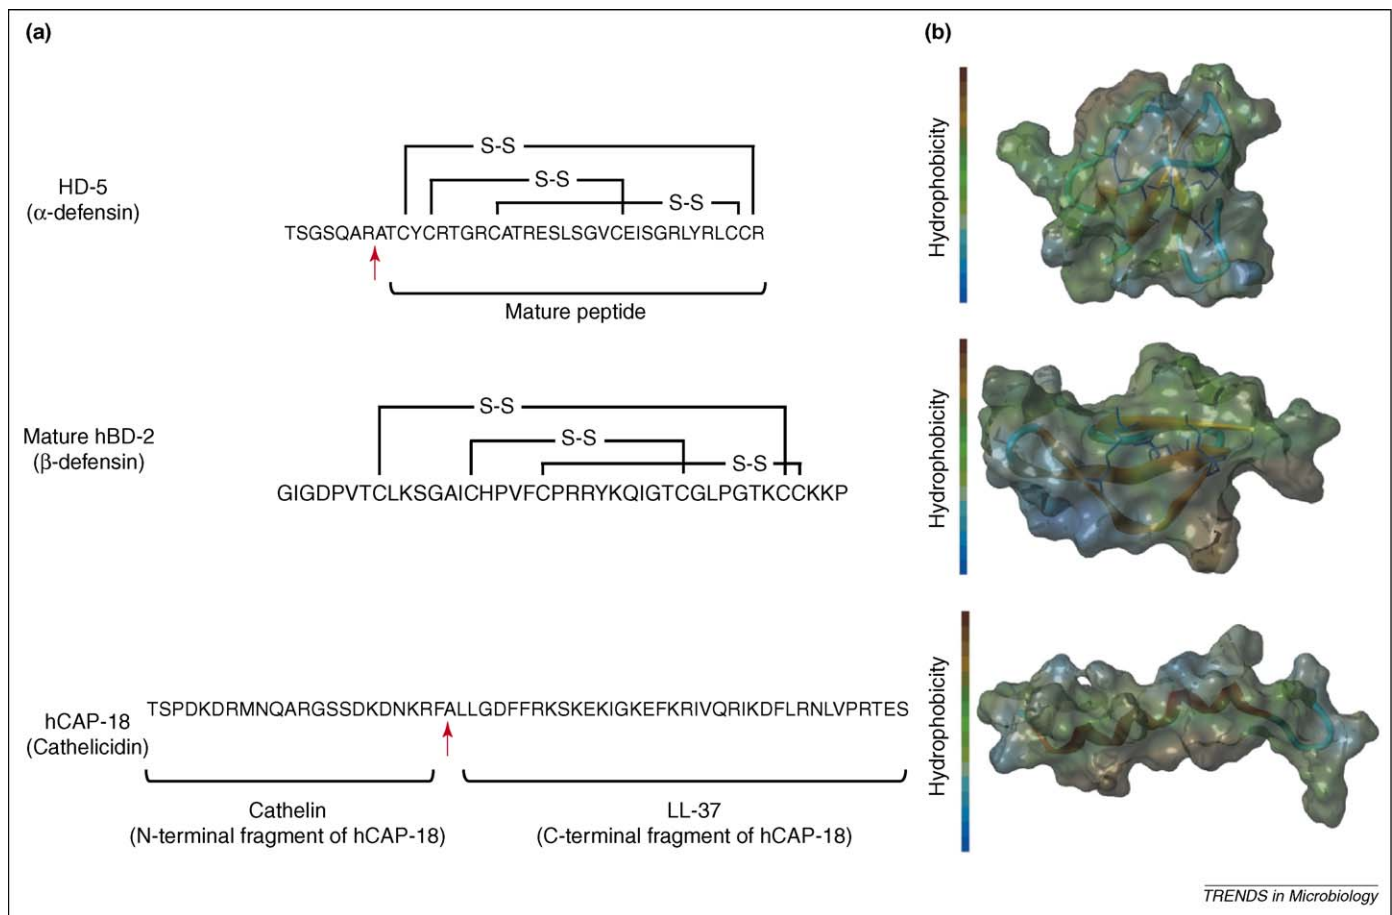 (a)
HD-5
(α-defensin)
S-S
S-S
S-S
TSGSQARATCYCRTGRCATRESLSGVCEISGRLYRLCCR
Mature peptide
Mature hBD-2
(β-defensin)
S-S
S-S
S-S
GIGDPVTCLKSGAICHPVFCPRRYKQIGTCGLPGTKCCKKP
hCAP-18
(Cathelicidin)
TSPDKDRMNQARGSSDKDNKRFALLGDFFRKSKEKIGKEFKRIVQRIKDFLRNLVPRTES
Cathelin
(N-terminal fragment of hCAP-18)
LL-37
(C-terminal fragment of hCAP-18)
(b)
Hydrophobicity
Hydrophobicity
Hydrophobicity
TRENDS in Microbiology